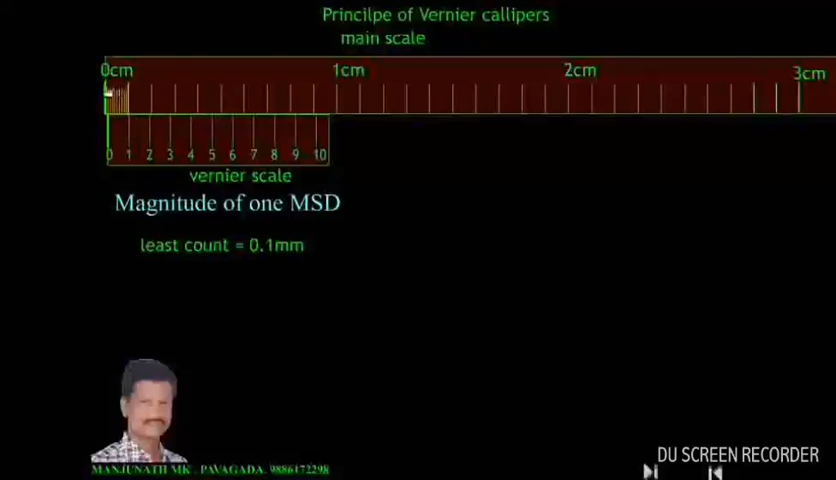 Princilpe of Vernier callipers
main scale
0cm 1cm 2cm 3cm
0 1 2 3 4 5 6 7 8 9 10
vernier scale
Magnitude of one MSD
least count = 0.1mm
MANJUNATH MK . PAVAGADA. 9886172298
DU SCREEN RECORDER